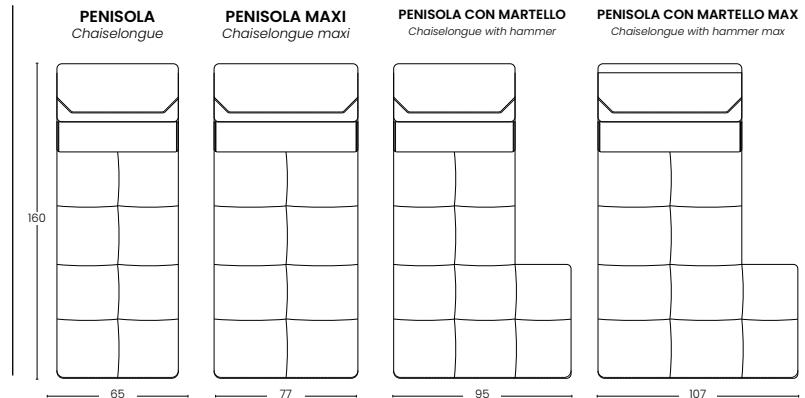 PENISOLA
Chaiselongue
PENISOLA MAXI
Chaiselongue maxi
PENISOLA CON MARTELLO
Chaiselongue with hammer
PENISOLA CON MARTELLO MAX
Chaiselongue with hammer max
160
65
77
95
107